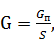 G = Gп/S,